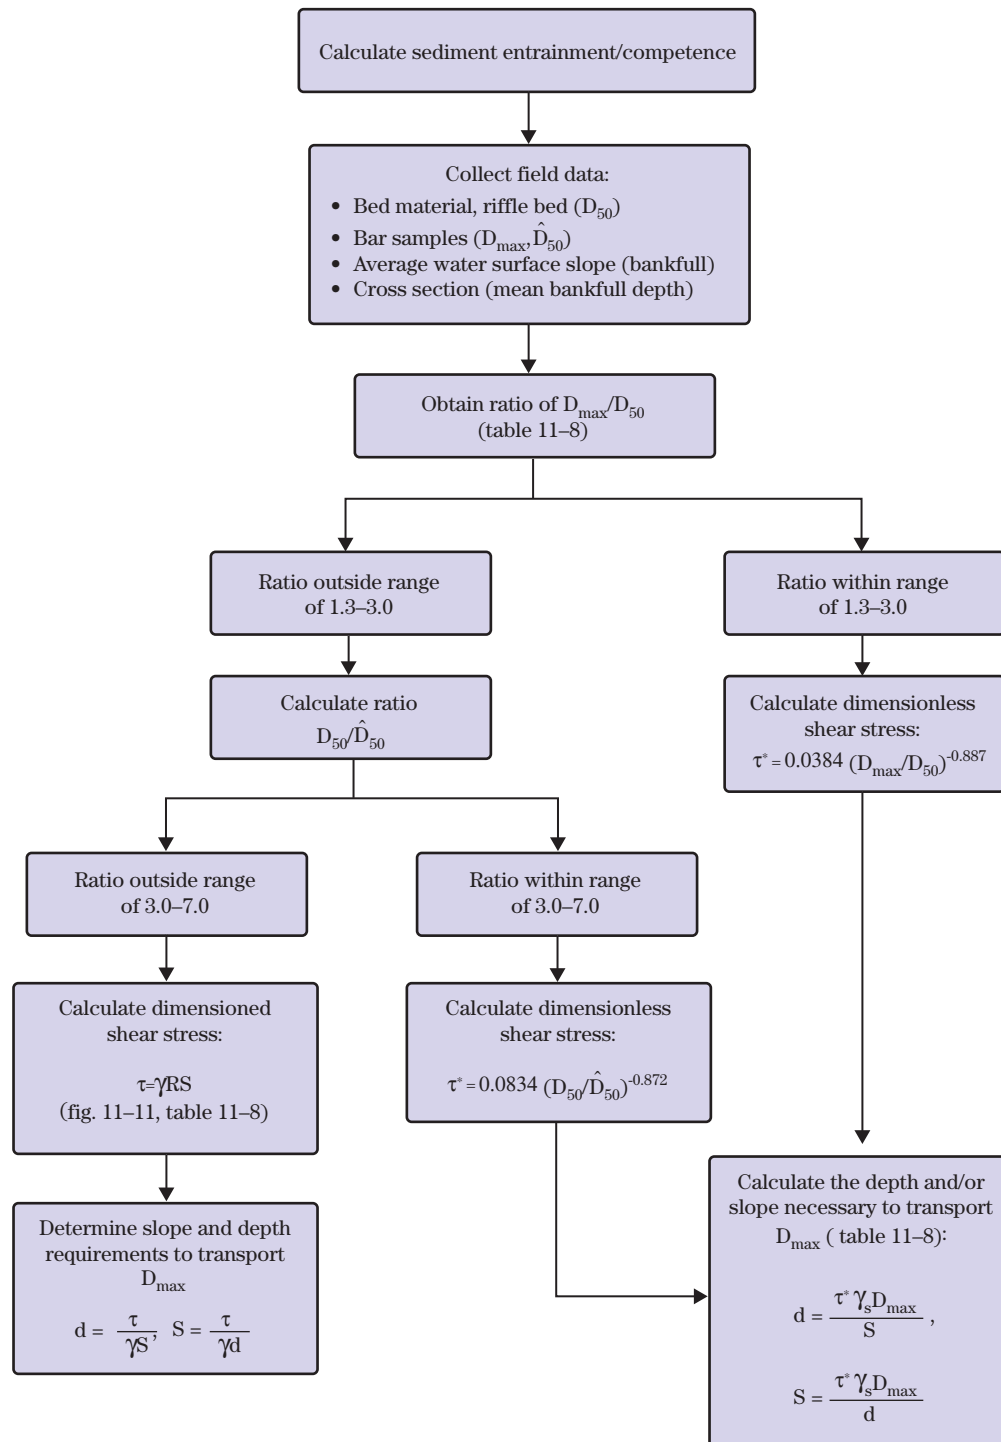 Calculate sediment entrainment/competence
Collect field data:
• Bed material, riffle bed (D₅₀)
• Bar samples (Dₘₐₓ, D̂₅₀)
• Average water surface slope (bankfull)
• Cross section (mean bankfull depth)
Obtain ratio of Dₘₐₓ/D₅₀
(table 11–8)
Ratio outside range
of 1.3–3.0
Ratio within range
of 1.3–3.0
Calculate ratio
D₅₀/D̂₅₀
Calculate dimensionless
shear stress:
τ* = 0.0384 (Dₘₐₓ/D₅₀)⁻⁰·⁸⁸⁷
Ratio outside range
of 3.0–7.0
Ratio within range
of 3.0–7.0
Calculate dimensioned
shear stress:
τ=γRS
(fig. 11–11, table 11–8)
Calculate dimensionless
shear stress:
τ* = 0.0834 (D₅₀/D̂₅₀)⁻⁰·⁸⁷²
Determine slope and depth
requirements to transport
Dₘₐₓ
d = τ/γS, S = τ/γd
Calculate the depth and/or
slope necessary to transport
Dₘₐₓ ( table 11–8):
d = τ* γₛDₘₐₓ/S ,
S = τ* γₛDₘₐₓ/d